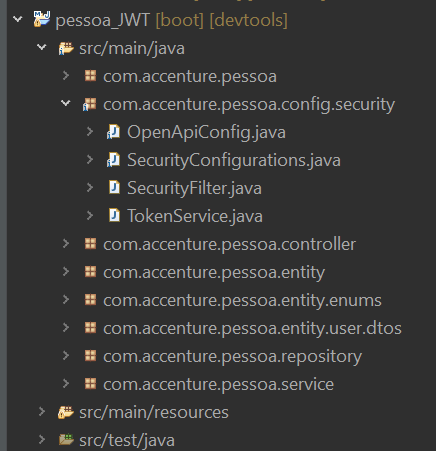 pessoa_JWT [boot] [devtools]
src/main/java
com.accenture.pessoa
com.accenture.pessoa.config.security
OpenApiConfig.java
SecurityConfigurations.java
SecurityFilter.java
TokenService.java
com.accenture.pessoa.controller
com.accenture.pessoa.entity
com.accenture.pessoa.entity.enums
com.accenture.pessoa.entity.user.dtos
com.accenture.pessoa.repository
com.accenture.pessoa.service
src/main/resources
src/test/java